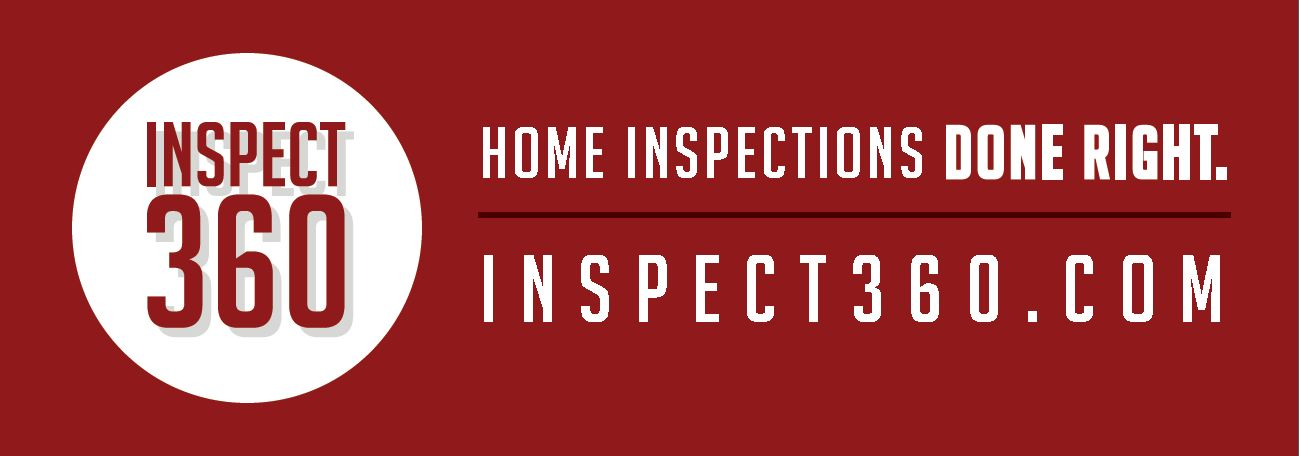 INSPECT
360
HOME INSPECTIONS DONE RIGHT.
INSPECT360.COM